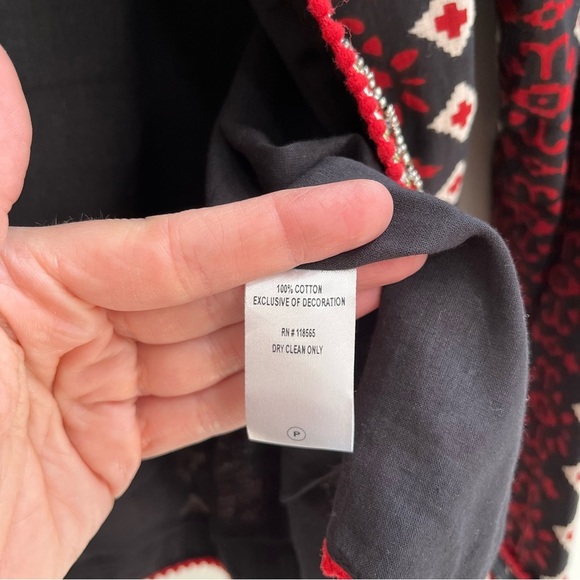 100% COTTON
EXCLUSIVE OF DECORATION
RN # 118565
DRY CLEAN ONLY
P